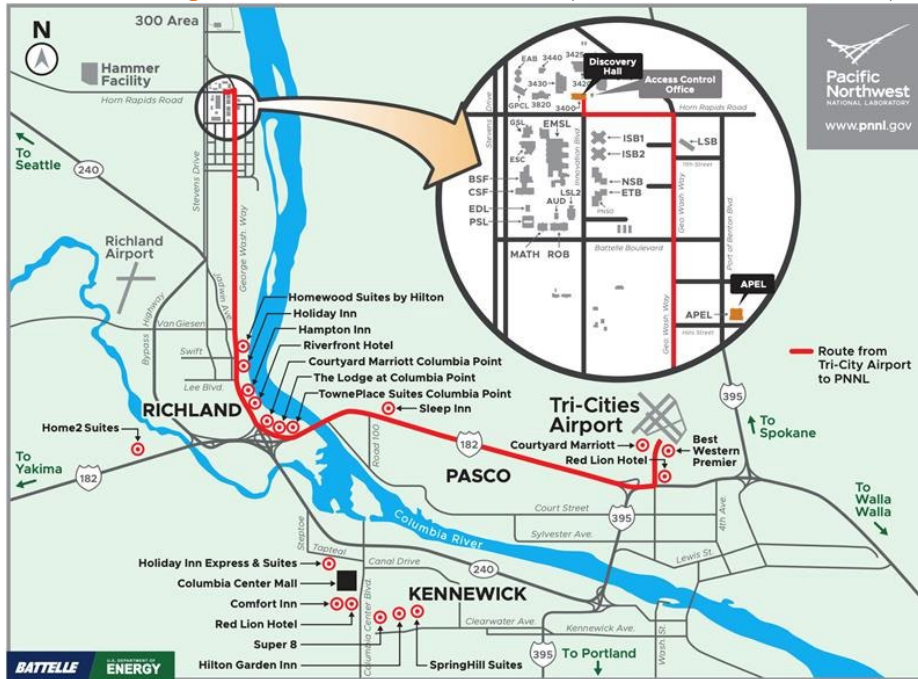 N
300 Area
Hammer
Facility
Horn Rapids Road
To
Seattle
240
Stevens Drive
George Wash. Way
Jadwin Ave.
Richland
Airport
Bypass Highway
Van Giesen
Swift
Lee Blvd.
RICHLAND
Home2 Suites
To
Yakima
182
Homewood Suites by Hilton
Holiday Inn
Hampton Inn
Riverfront Hotel
Courtyard Marriott Columbia Point
The Lodge at Columbia Point
TownePlace Suites Columbia Point
Sleep Inn
Road 100
182
PASCO
Tri-Cities
Airport
Courtyard Marriott
Red Lion Hotel
Best
Western
Premier
395
To
Spokane
To
Walla
Walla
Court Street
Sylvester Ave.
395
4th Ave.
Lewis St.
Columbia River
Steptoe
Tapteal
Canal Drive
240
Holiday Inn Express & Suites
Columbia Center Mall
Comfort Inn
Red Lion Hotel
Super 8
Hilton Garden Inn
Columbia Center Blvd.
KENNEWICK
Clearwater Ave.
SpringHill Suites
Kennewick Ave.
Wash. St.
395
To Portland
Route from
Tri-City Airport
to PNNL
EAB
3440
3425
Discovery
Hall
3430
3420
Access Control
Office
GPCL
3820
3400
Horn Rapids Road
Stevens Drive
GSL
EMSL
Innovation Blvd.
ISB1
ISB2
LSB
ESC
BSF
CSF
LSL2
NSB
ETB
EDL
AUD
PSL
PNSO
MATH
ROB
Battelle Boulevard
Geo. Wash. Way
Port of Benton Blvd.
APEL
APEL
Geo. Wash. Way
Pacific
Northwest
NATIONAL LABORATORY
www.pnnl.gov
BATTELLE
U.S. DEPARTMENT OF
ENERGY